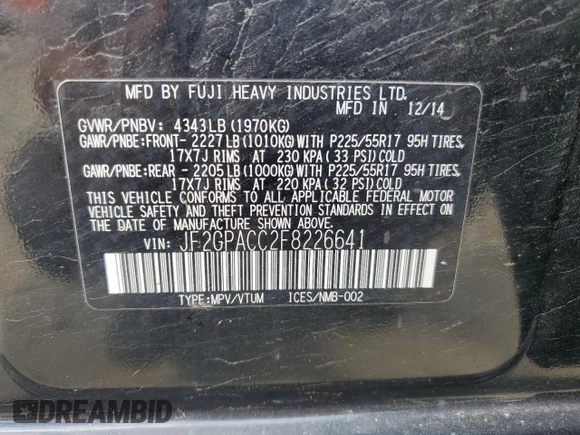 MFD BY FUJI HEAVY INDUSTRIES LTD.
MFD IN 12/14
GVWR/PNBV: 4343LB(1970KG)
GAWR/PNBE:FRONT- 2227LB(1010KG)WITH P225/55R17 95H TIRES,
17X7J RIMS AT 230 KPA(33 PSI)COLD
GAWR/PNBE:REAR - 2205LB(1000KG)WITH P225/55R17 95H TIRES,
17X7J RIMS AT 220 KPA(32 PSI)COLD
THIS VEHICLE CONFORMS TO ALL APPLICABLE FEDERAL MOTOR
VEHICLE SAFETY AND THEFT PREVENTION STANDARDS IN EFFECT ON
THE DATE OF MANUFACTURE SHOWN ABOVE.
VIN: JF2GPACC2F8226641
TYPE:MPV/VTUM ICES/NMB-002
DREAMBID